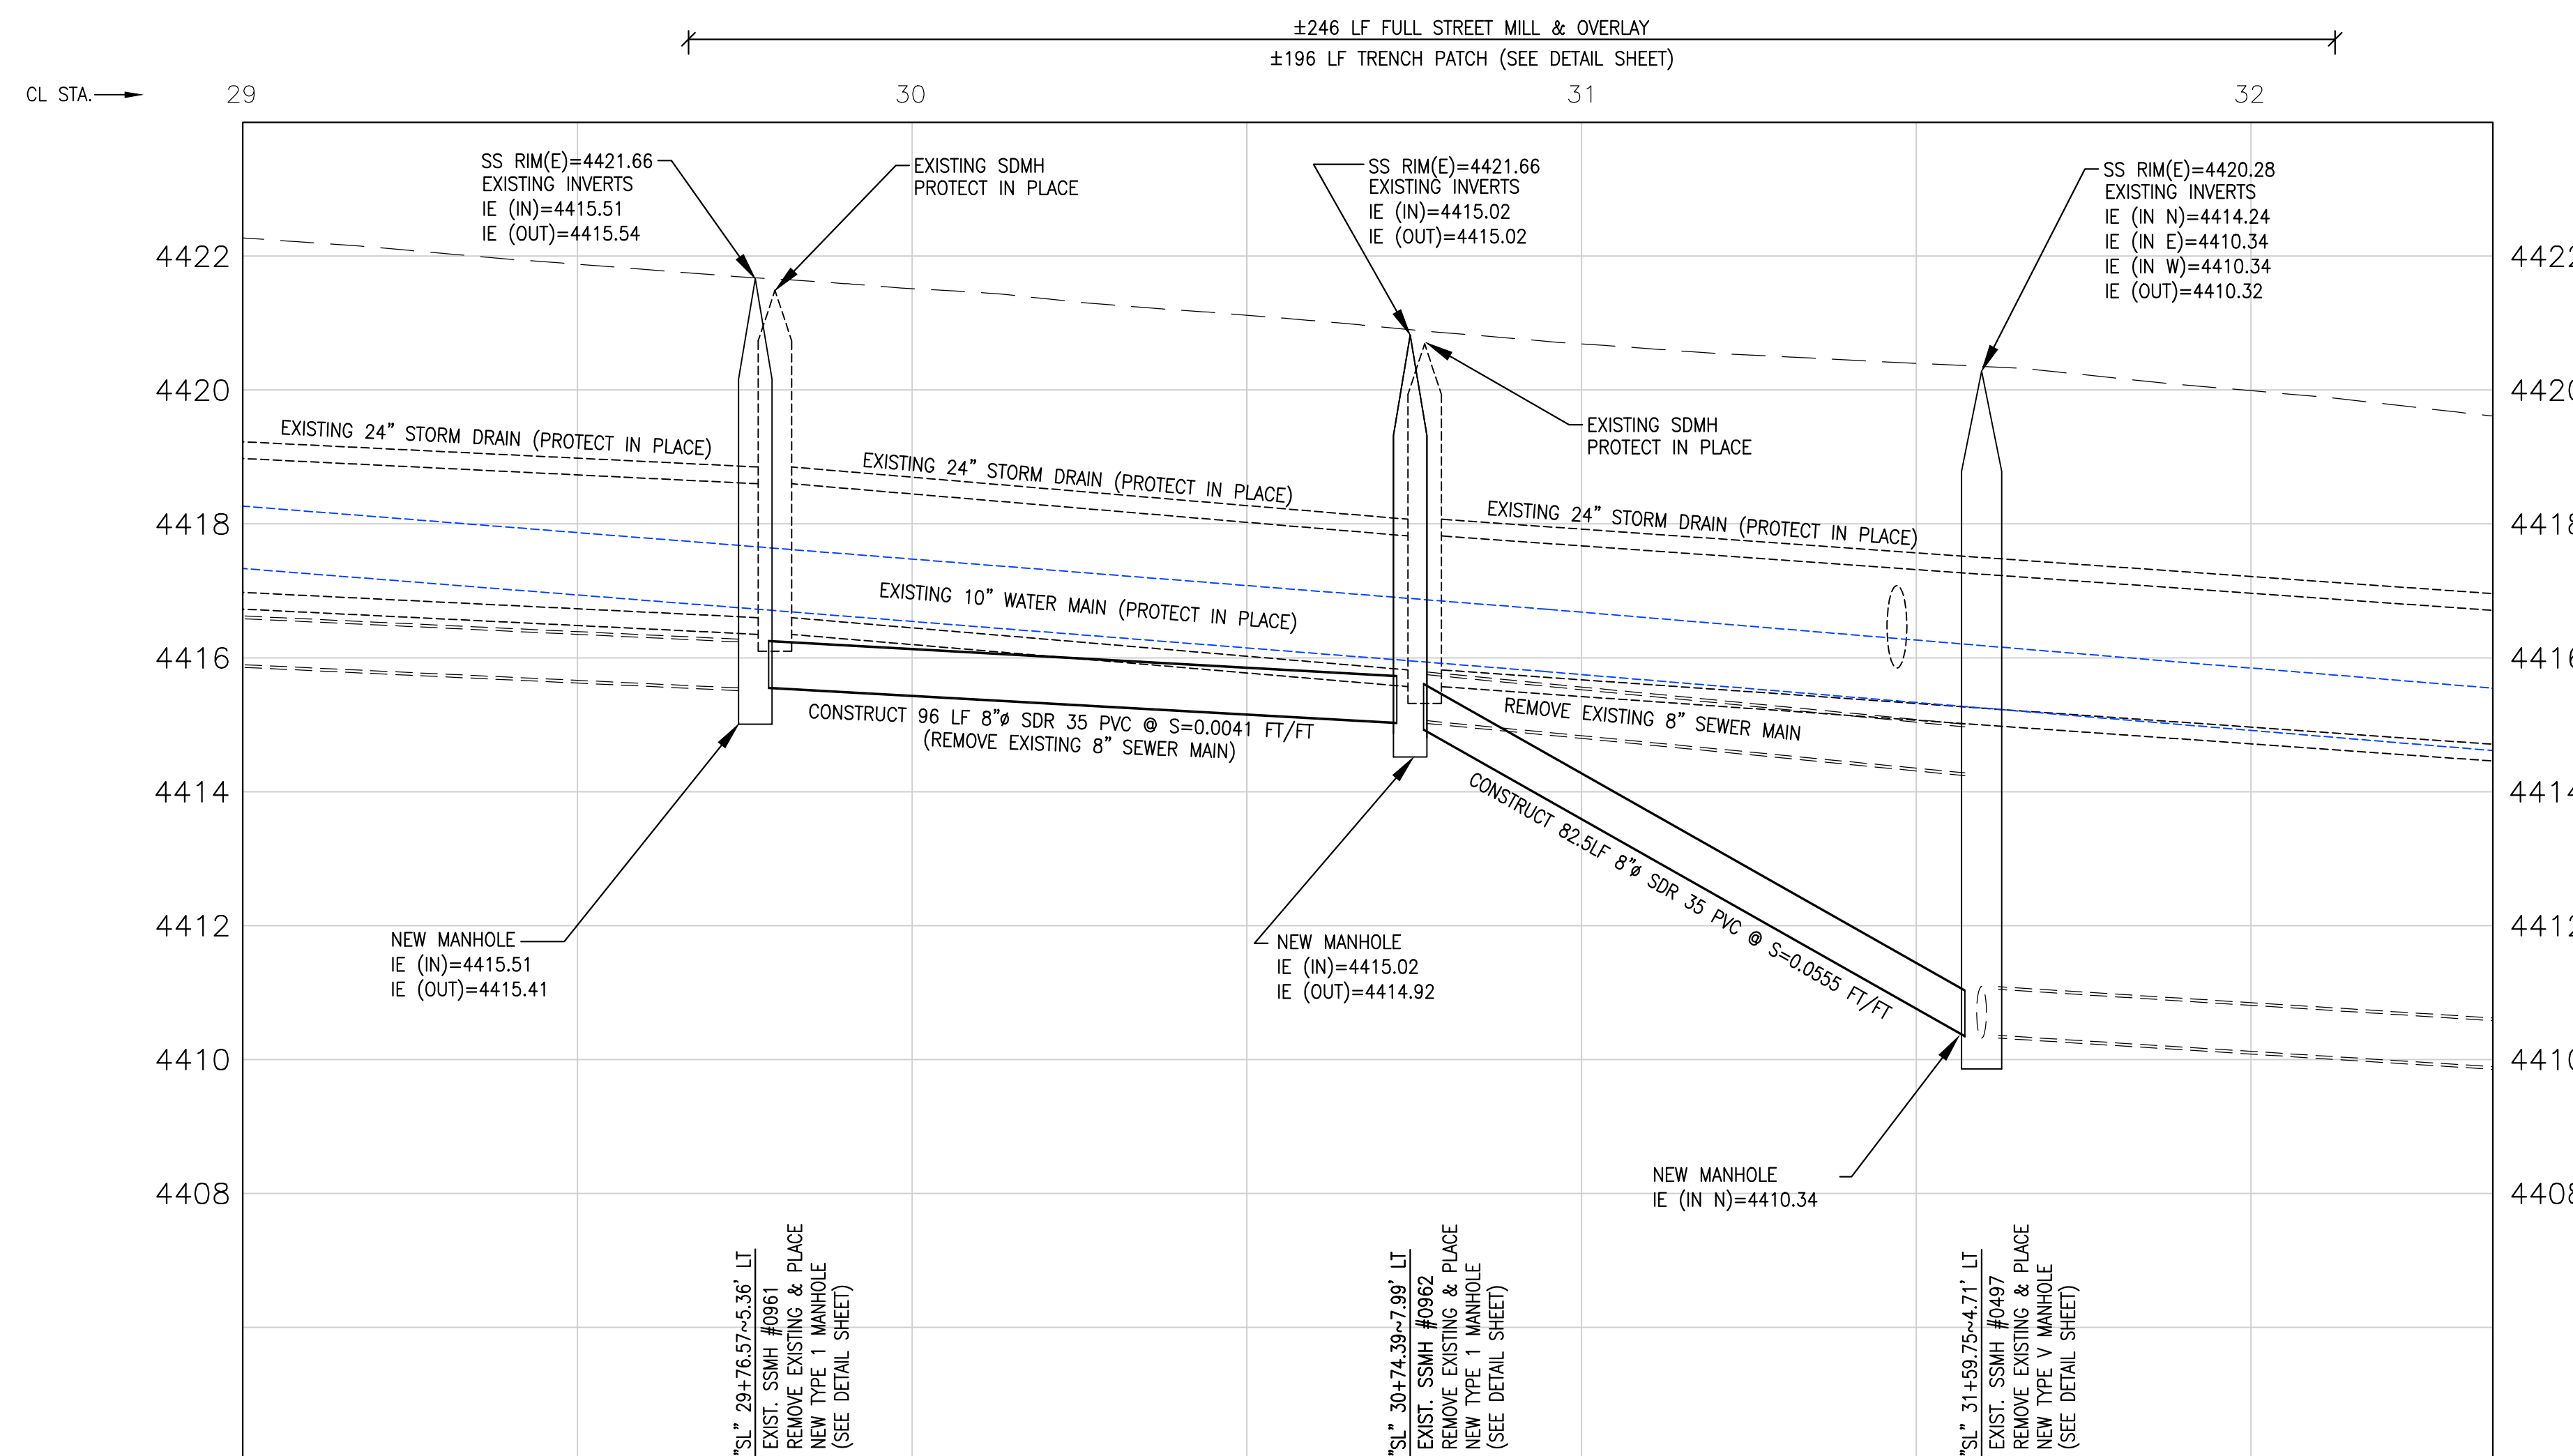 ±246 LF FULL STREET MILL & OVERLAY
±196 LF TRENCH PATCH (SEE DETAIL SHEET)
CL STA.
29
30
31
32
SS RIM(E)=4421.66
EXISTING INVERTS
IE (IN)=4415.51
IE (OUT)=4415.54
EXISTING SDMH
PROTECT IN PLACE
SS RIM(E)=4421.66
EXISTING INVERTS
IE (IN)=4415.02
IE (OUT)=4415.02
SS RIM(E)=4420.28
EXISTING INVERTS
IE (IN N)=4414.24
IE (IN E)=4410.34
IE (IN W)=4410.34
IE (OUT)=4410.32
4422
4420
4418
4416
4414
4412
4410
4408
EXISTING 24" STORM DRAIN (PROTECT IN PLACE)
EXISTING 24" STORM DRAIN (PROTECT IN PLACE)
EXISTING SDMH
PROTECT IN PLACE
EXISTING 24" STORM DRAIN (PROTECT IN PLACE)
EXISTING 10" WATER MAIN (PROTECT IN PLACE)
CONSTRUCT 96 LF 8"ø SDR 35 PVC @ S=0.0041 FT/FT
(REMOVE EXISTING 8" SEWER MAIN)
REMOVE EXISTING 8" SEWER MAIN
CONSTRUCT 82.5LF 8"ø SDR 35 PVC @ S=0.0555 FT/FT
NEW MANHOLE
IE (IN)=4415.51
IE (OUT)=4415.41
NEW MANHOLE
IE (IN)=4415.02
IE (OUT)=4414.92
NEW MANHOLE
IE (IN N)=4410.34
"SL" 29+76.57~5.36' LT
EXIST. SSMH #0961
REMOVE EXISTING & PLACE
NEW TYPE 1 MANHOLE
(SEE DETAIL SHEET)
"SL" 30+74.39~7.99' LT
EXIST. SSMH #0962
REMOVE EXISTING & PLACE
NEW TYPE 1 MANHOLE
(SEE DETAIL SHEET)
"SL" 31+59.75~4.71' LT
EXIST. SSMH #0497
REMOVE EXISTING & PLACE
NEW TYPE V MANHOLE
(SEE DETAIL SHEET)